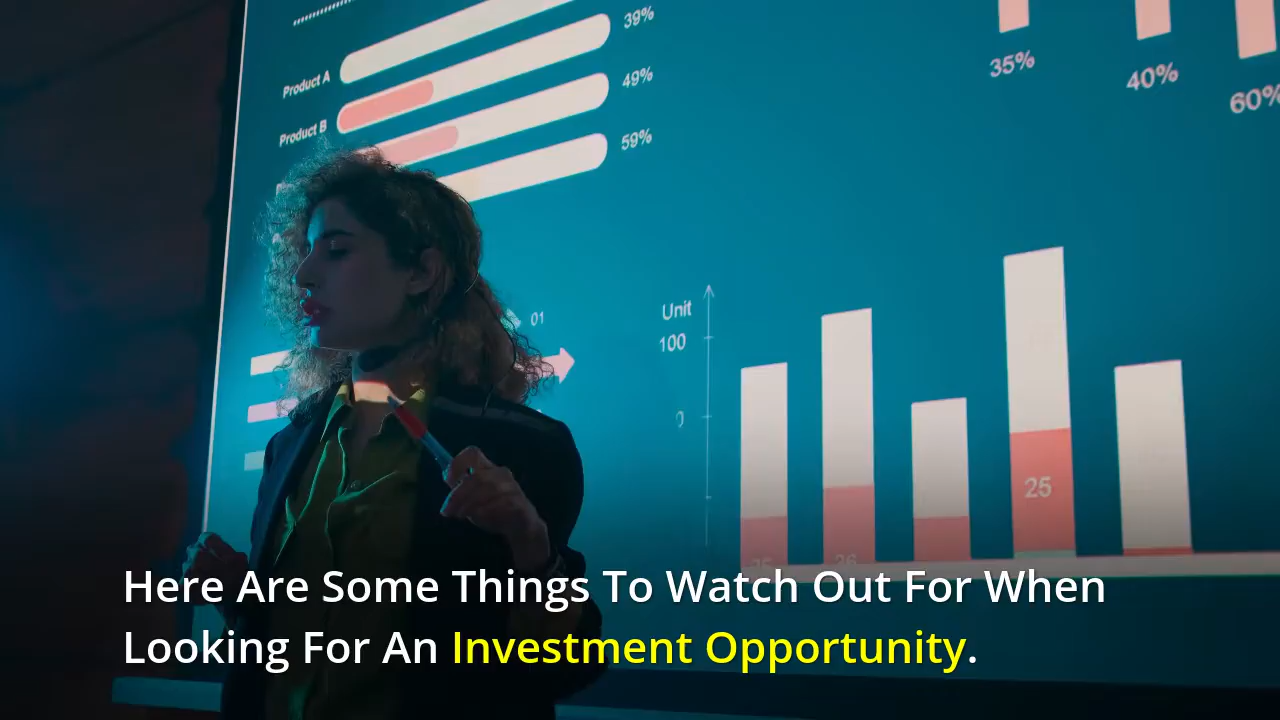 39%
Product A
49%
Product B
59%
35%
40%
60%
01
Unit
100
25
Here Are Some Things To Watch Out For When
Looking For An Investment Opportunity.